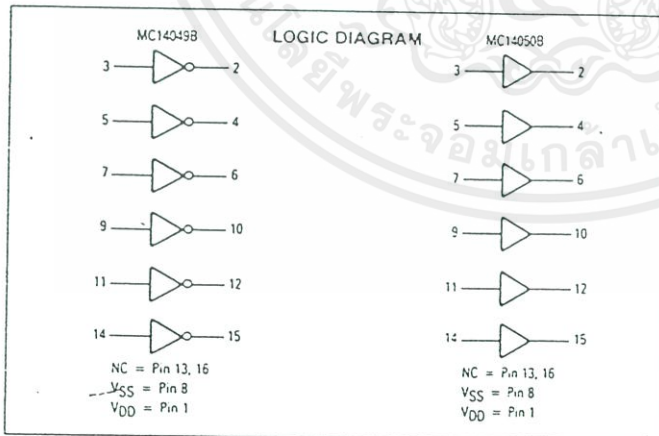 LOGIC DIAGRAM
MC14049B
3 2
5 4
7 6
9 10
11 12
14 15
NC = Pin 13, 16
VSS = Pin 8
VDD = Pin 1
MC14050B
3 2
5 4
7 6
9 10
11 12
14 15
NC = Pin 13, 16
VSS = Pin 8
VDD = Pin 1